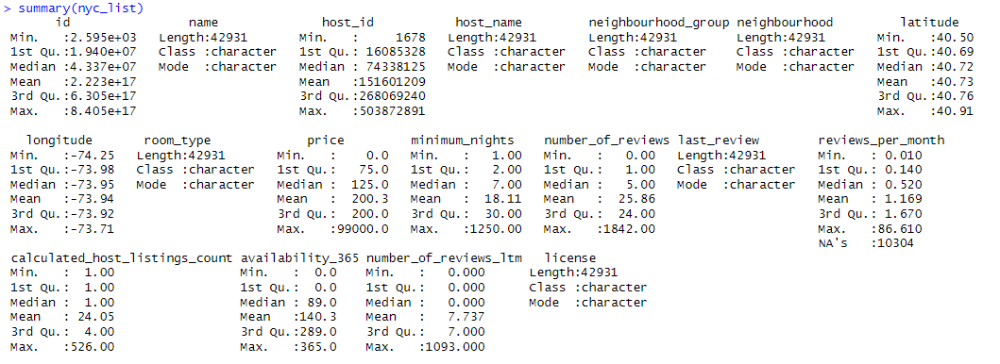 > summary(nyc_list)
id name host_id host_name neighbourhood_group neighbourhood latitude
Min. :2.595e+03 Length:42931 Min. : 1678 Length:42931 Length:42931 Length:42931 Min. :40.50
1st Qu.:1.940e+07 Class :character 1st Qu.: 16085328 Class :character Class :character Class :character 1st Qu.:40.69
Median :4.337e+07 Mode :character Median : 74338125 Mode :character Mode :character Mode :character Median :40.72
Mean :2.223e+17 Mean :151601209 Mean :40.73
3rd Qu.:6.305e+17 3rd Qu.:268069240 3rd Qu.:40.76
Max. :8.405e+17 Max. :503872891 Max. :40.91
longitude room_type price minimum_nights number_of_reviews last_review reviews_per_month
Min. :-74.25 Length:42931 Min. : 0.0 Min. : 1.00 Min. : 0.00 Length:42931 Min. : 0.010
1st Qu.:-73.98 Class :character 1st Qu.: 75.0 1st Qu.: 2.00 1st Qu.: 1.00 Class :character 1st Qu.: 0.140
Median :-73.95 Mode :character Median : 125.0 Median : 7.00 Median : 5.00 Mode :character Median : 0.520
Mean :-73.94 Mean : 200.3 Mean : 18.11 Mean : 25.86 Mean : 1.169
3rd Qu.:-73.92 3rd Qu.: 200.0 3rd Qu.: 30.00 3rd Qu.: 24.00 3rd Qu.: 1.670
Max. :-73.71 Max. :99000.0 Max. :1250.00 Max. :1842.00 Max. :86.610
NA's :10304
calculated_host_listings_count availability_365 number_of_reviews_ltm license
Min. : 1.00 Min. : 0.0 Min. : 0.000 Length:42931
1st Qu.: 1.00 1st Qu.: 0.0 1st Qu.: 0.000 Class :character
Median : 1.00 Median : 89.0 Median : 0.000 Mode :character
Mean : 24.05 Mean :140.3 Mean : 7.737
3rd Qu.: 4.00 3rd Qu.:289.0 3rd Qu.: 7.000
Max. :526.00 Max. :365.0 Max. :1093.000